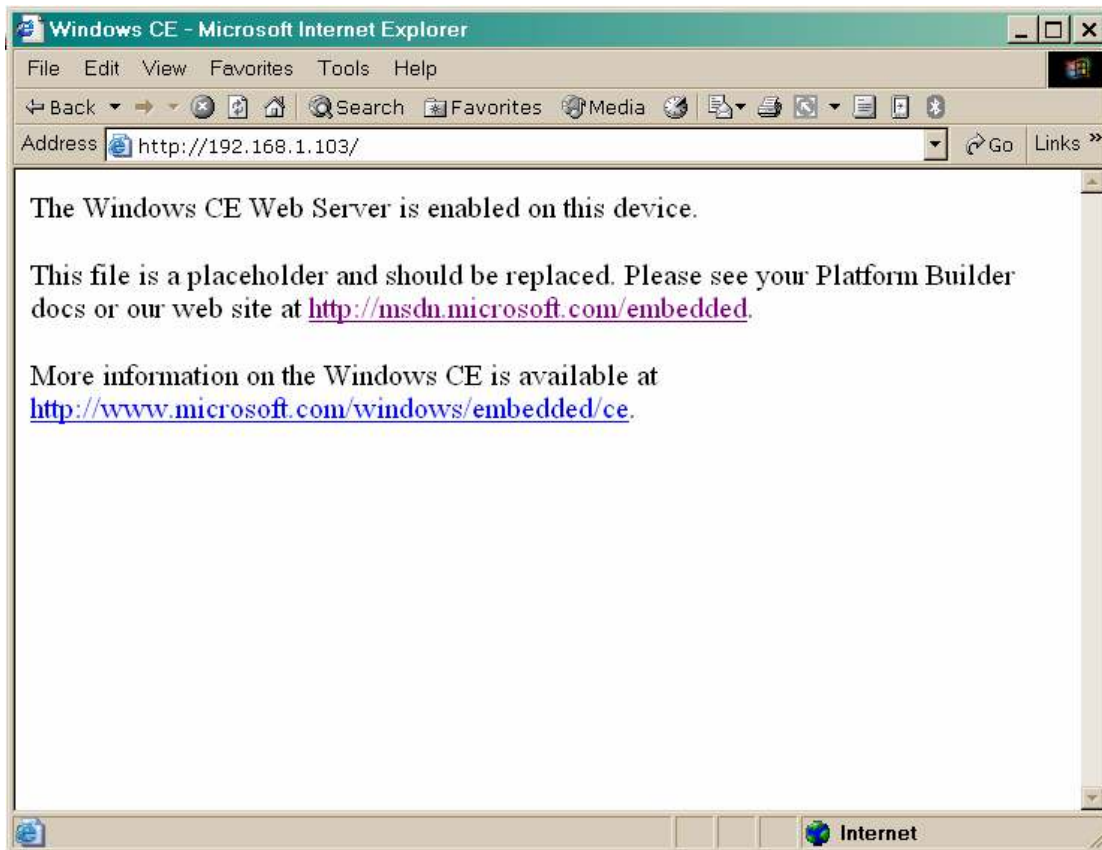 Windows CE - Microsoft Internet Explorer
File Edit View Favorites Tools Help
Back Search Favorites Media
Address http://192.168.1.103/ Go Links »
The Windows CE Web Server is enabled on this device.
This file is a placeholder and should be replaced. Please see your Platform Builder
docs or our web site at http://msdn.microsoft.com/embedded.
More information on the Windows CE is available at
http://www.microsoft.com/windows/embedded/ce.
Internet